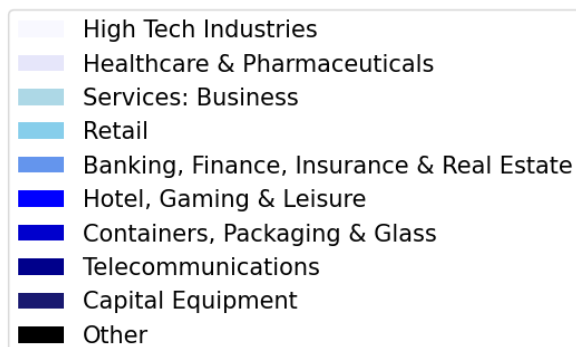 High Tech Industries
Healthcare & Pharmaceuticals
Services: Business
Retail
Banking, Finance, Insurance & Real Estate
Hotel, Gaming & Leisure
Containers, Packaging & Glass
Telecommunications
Capital Equipment
Other